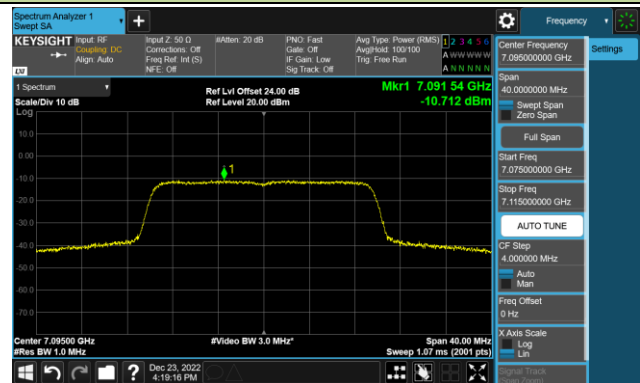 Spectrum Analyzer 1
Swept SA
Frequency
KEYSIGHT
Input: RF
Coupling: DC
Align: Auto
Input Z: 50 Ω
Corrections: Off
Freq Ref: Int (S)
NFE: Off
#Atten: 20 dB
PNO: Fast
Gate: Off
IF Gain: Low
Sig Track: Off
Avg Type: Power (RMS)
Avg|Hold: 100/100
Trig: Free Run
1 2 3 4 5 6
A W W W W W
A N N N N N
LXI
1 Spectrum
Scale/Div 10 dB
Log
Ref Lvl Offset 24.00 dB
Ref Level 20.00 dBm
Mkr1 7.091 54 GHz
-10.712 dBm
10.0
0.00
-10.0
-20.0
-30.0
-40.0
-50.0
-60.0
-70.0
1
Center 7.09500 GHz
#Res BW 1.0 MHz
#Video BW 3.0 MHz*
Span 40.00 MHz
Sweep 1.07 ms (2001 pts)
Dec 23, 2022
4:19:16 PM
Settings
Center Frequency
7.095000000 GHz
Span
40.0000000 MHz
Swept Span
Zero Span
Full Span
Start Freq
7.075000000 GHz
Stop Freq
7.115000000 GHz
AUTO TUNE
CF Step
4.000000 MHz
Auto
Man
Freq Offset
0 Hz
X Axis Scale
Log
Lin
Signal Track
(Span Zoom)